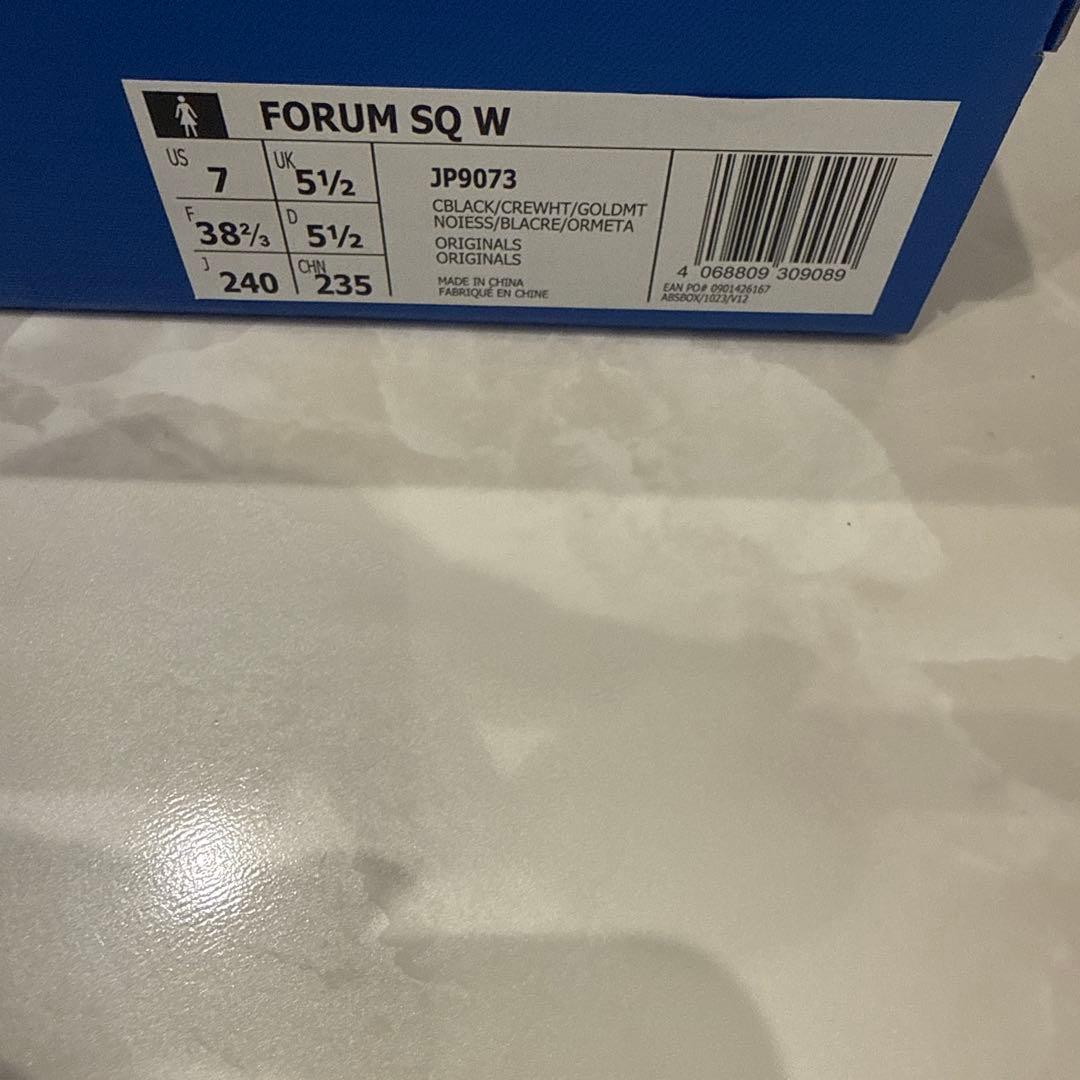 FORUM SQ W
US 7 UK 5½
F 38⅔ D 5½
J 240 CHN 235
JP9073
CBLACK/CREWHT/GOLDMT
NOIESS/BLACRE/ORMETA
ORIGINALS
ORIGINALS
MADE IN CHINA
FABRIQUÉ EN CHINE
4 068809 309089
EAN PO# 0901426167
ABSBOX/1023/V12